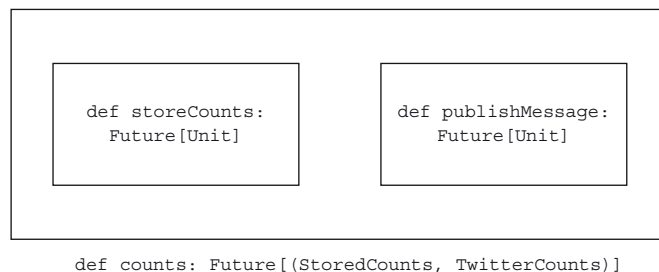 def storeCounts:
Future[Unit]
def publishMessage:
Future[Unit]
def counts: Future[(StoredCounts, TwitterCounts)]